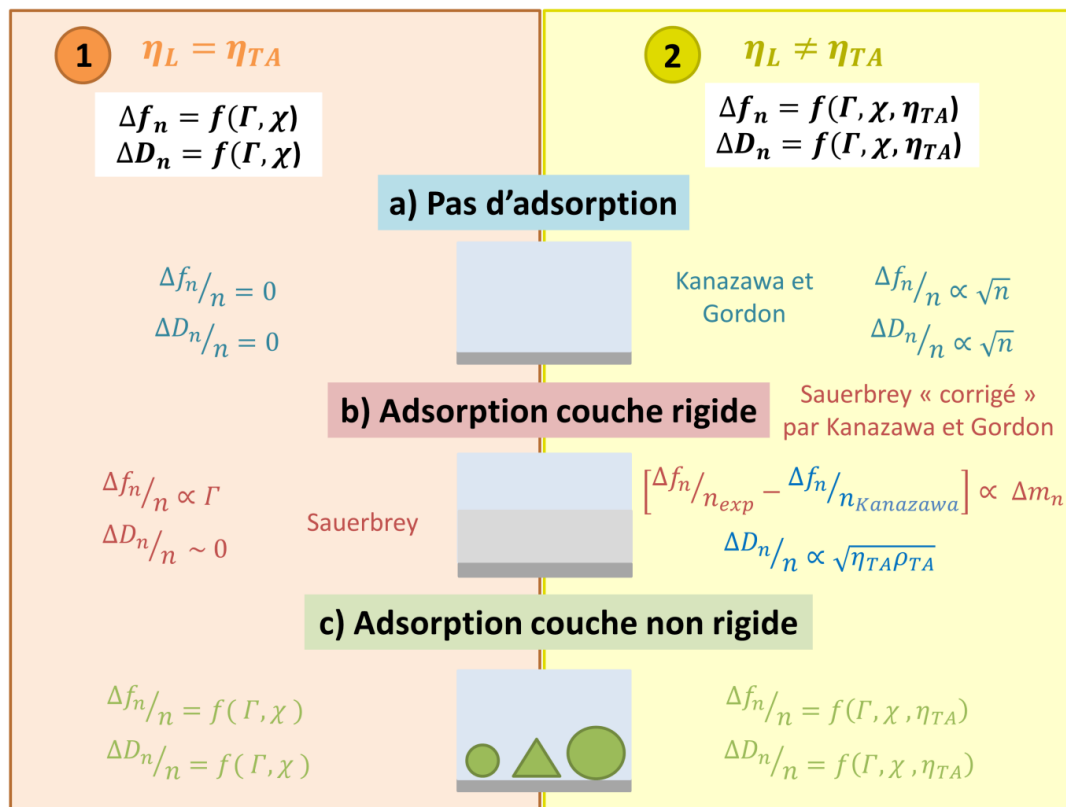 1
η_L = η_TA
Δf_n = f(Γ, χ)
ΔD_n = f(Γ, χ)
2
η_L ≠ η_TA
Δf_n = f(Γ, χ, η_TA)
ΔD_n = f(Γ, χ, η_TA)
a) Pas d’adsorption
Δf_n/n = 0
ΔD_n/n = 0
Kanazawa et
Gordon
Δf_n/n ∝ √n
ΔD_n/n ∝ √n
b) Adsorption couche rigide
Sauerbrey « corrigé »
par Kanazawa et Gordon
Δf_n/n ∝ Γ
ΔD_n/n ~ 0
Sauerbrey
[Δf_n/n_exp − Δf_n/n_Kanazawa] ∝ Δm_n
ΔD_n/n ∝ √η_TAρ_TA
c) Adsorption couche non rigide
Δf_n/n = f( Γ, χ )
ΔD_n/n = f( Γ, χ )
Δf_n/n = f(Γ, χ , η_TA)
ΔD_n/n = f(Γ, χ , η_TA)